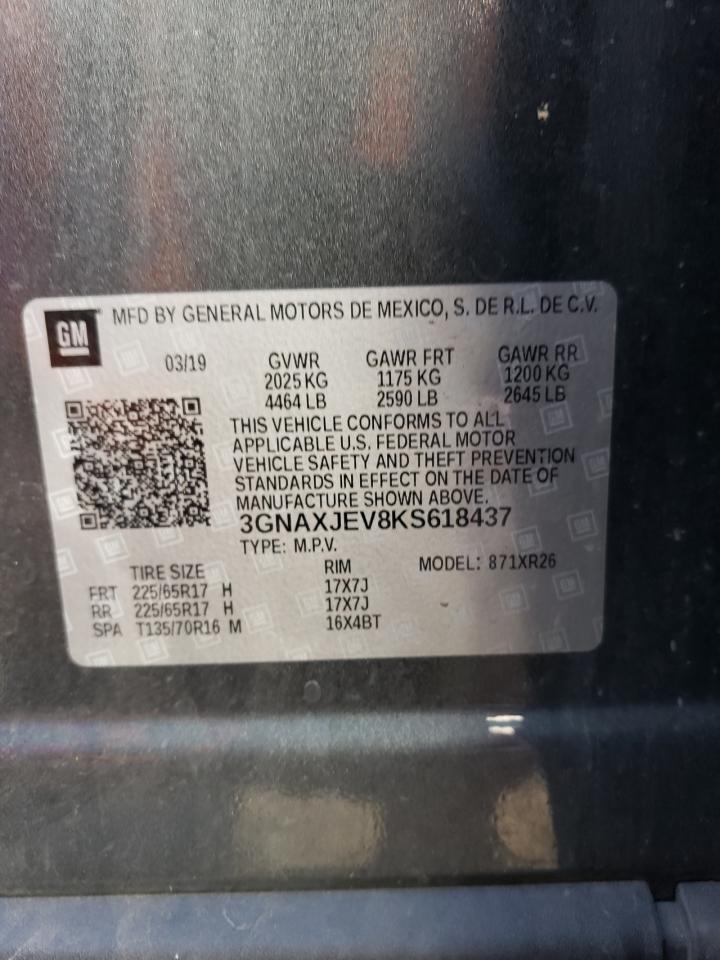 GM
MFD BY GENERAL MOTORS DE MEXICO, S. DE R.L. DE C.V.
03/19 GVWR GAWR FRT GAWR RR
2025 KG 1175 KG 1200 KG
4464 LB 2590 LB 2645 LB
THIS VEHICLE CONFORMS TO ALL
APPLICABLE U.S. FEDERAL MOTOR
VEHICLE SAFETY AND THEFT PREVENTION
STANDARDS IN EFFECT ON THE DATE OF
MANUFACTURE SHOWN ABOVE.
3GNAXJEV8KS618437
TYPE: M.P.V.
TIRE SIZE RIM MODEL: 871XR26
FRT 225/65R17 H 17X7J
RR 225/65R17 H 17X7J
SPA T135/70R16 M 16X4BT